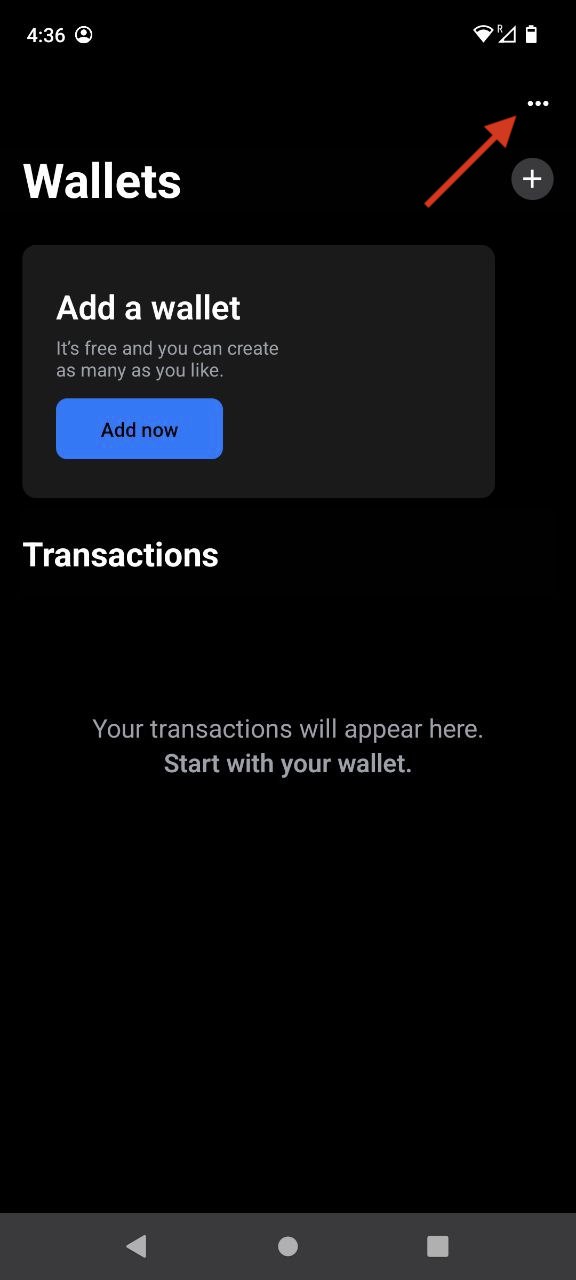 4:36
R
Wallets
Add a wallet
It's free and you can create
as many as you like.
Add now
Transactions
Your transactions will appear here.
Start with your wallet.